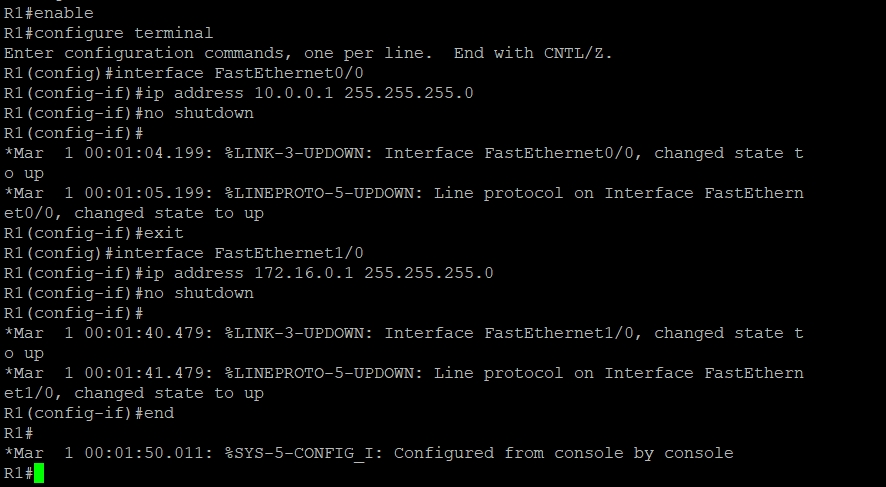 R1#enable
R1#configure terminal
Enter configuration commands, one per line.  End with CNTL/Z.
R1(config)#interface FastEthernet0/0
R1(config-if)#ip address 10.0.0.1 255.255.255.0
R1(config-if)#no shutdown
R1(config-if)#
*Mar  1 00:01:04.199: %LINK-3-UPDOWN: Interface FastEthernet0/0, changed state t
o up
*Mar  1 00:01:05.199: %LINEPROTO-5-UPDOWN: Line protocol on Interface FastEthern
et0/0, changed state to up
R1(config-if)#exit
R1(config)#interface FastEthernet1/0
R1(config-if)#ip address 172.16.0.1 255.255.255.0
R1(config-if)#no shutdown
R1(config-if)#
*Mar  1 00:01:40.479: %LINK-3-UPDOWN: Interface FastEthernet1/0, changed state t
o up
*Mar  1 00:01:41.479: %LINEPROTO-5-UPDOWN: Line protocol on Interface FastEthern
et1/0, changed state to up
R1(config-if)#end
R1#
*Mar  1 00:01:50.011: %SYS-5-CONFIG_I: Configured from console by console
R1#